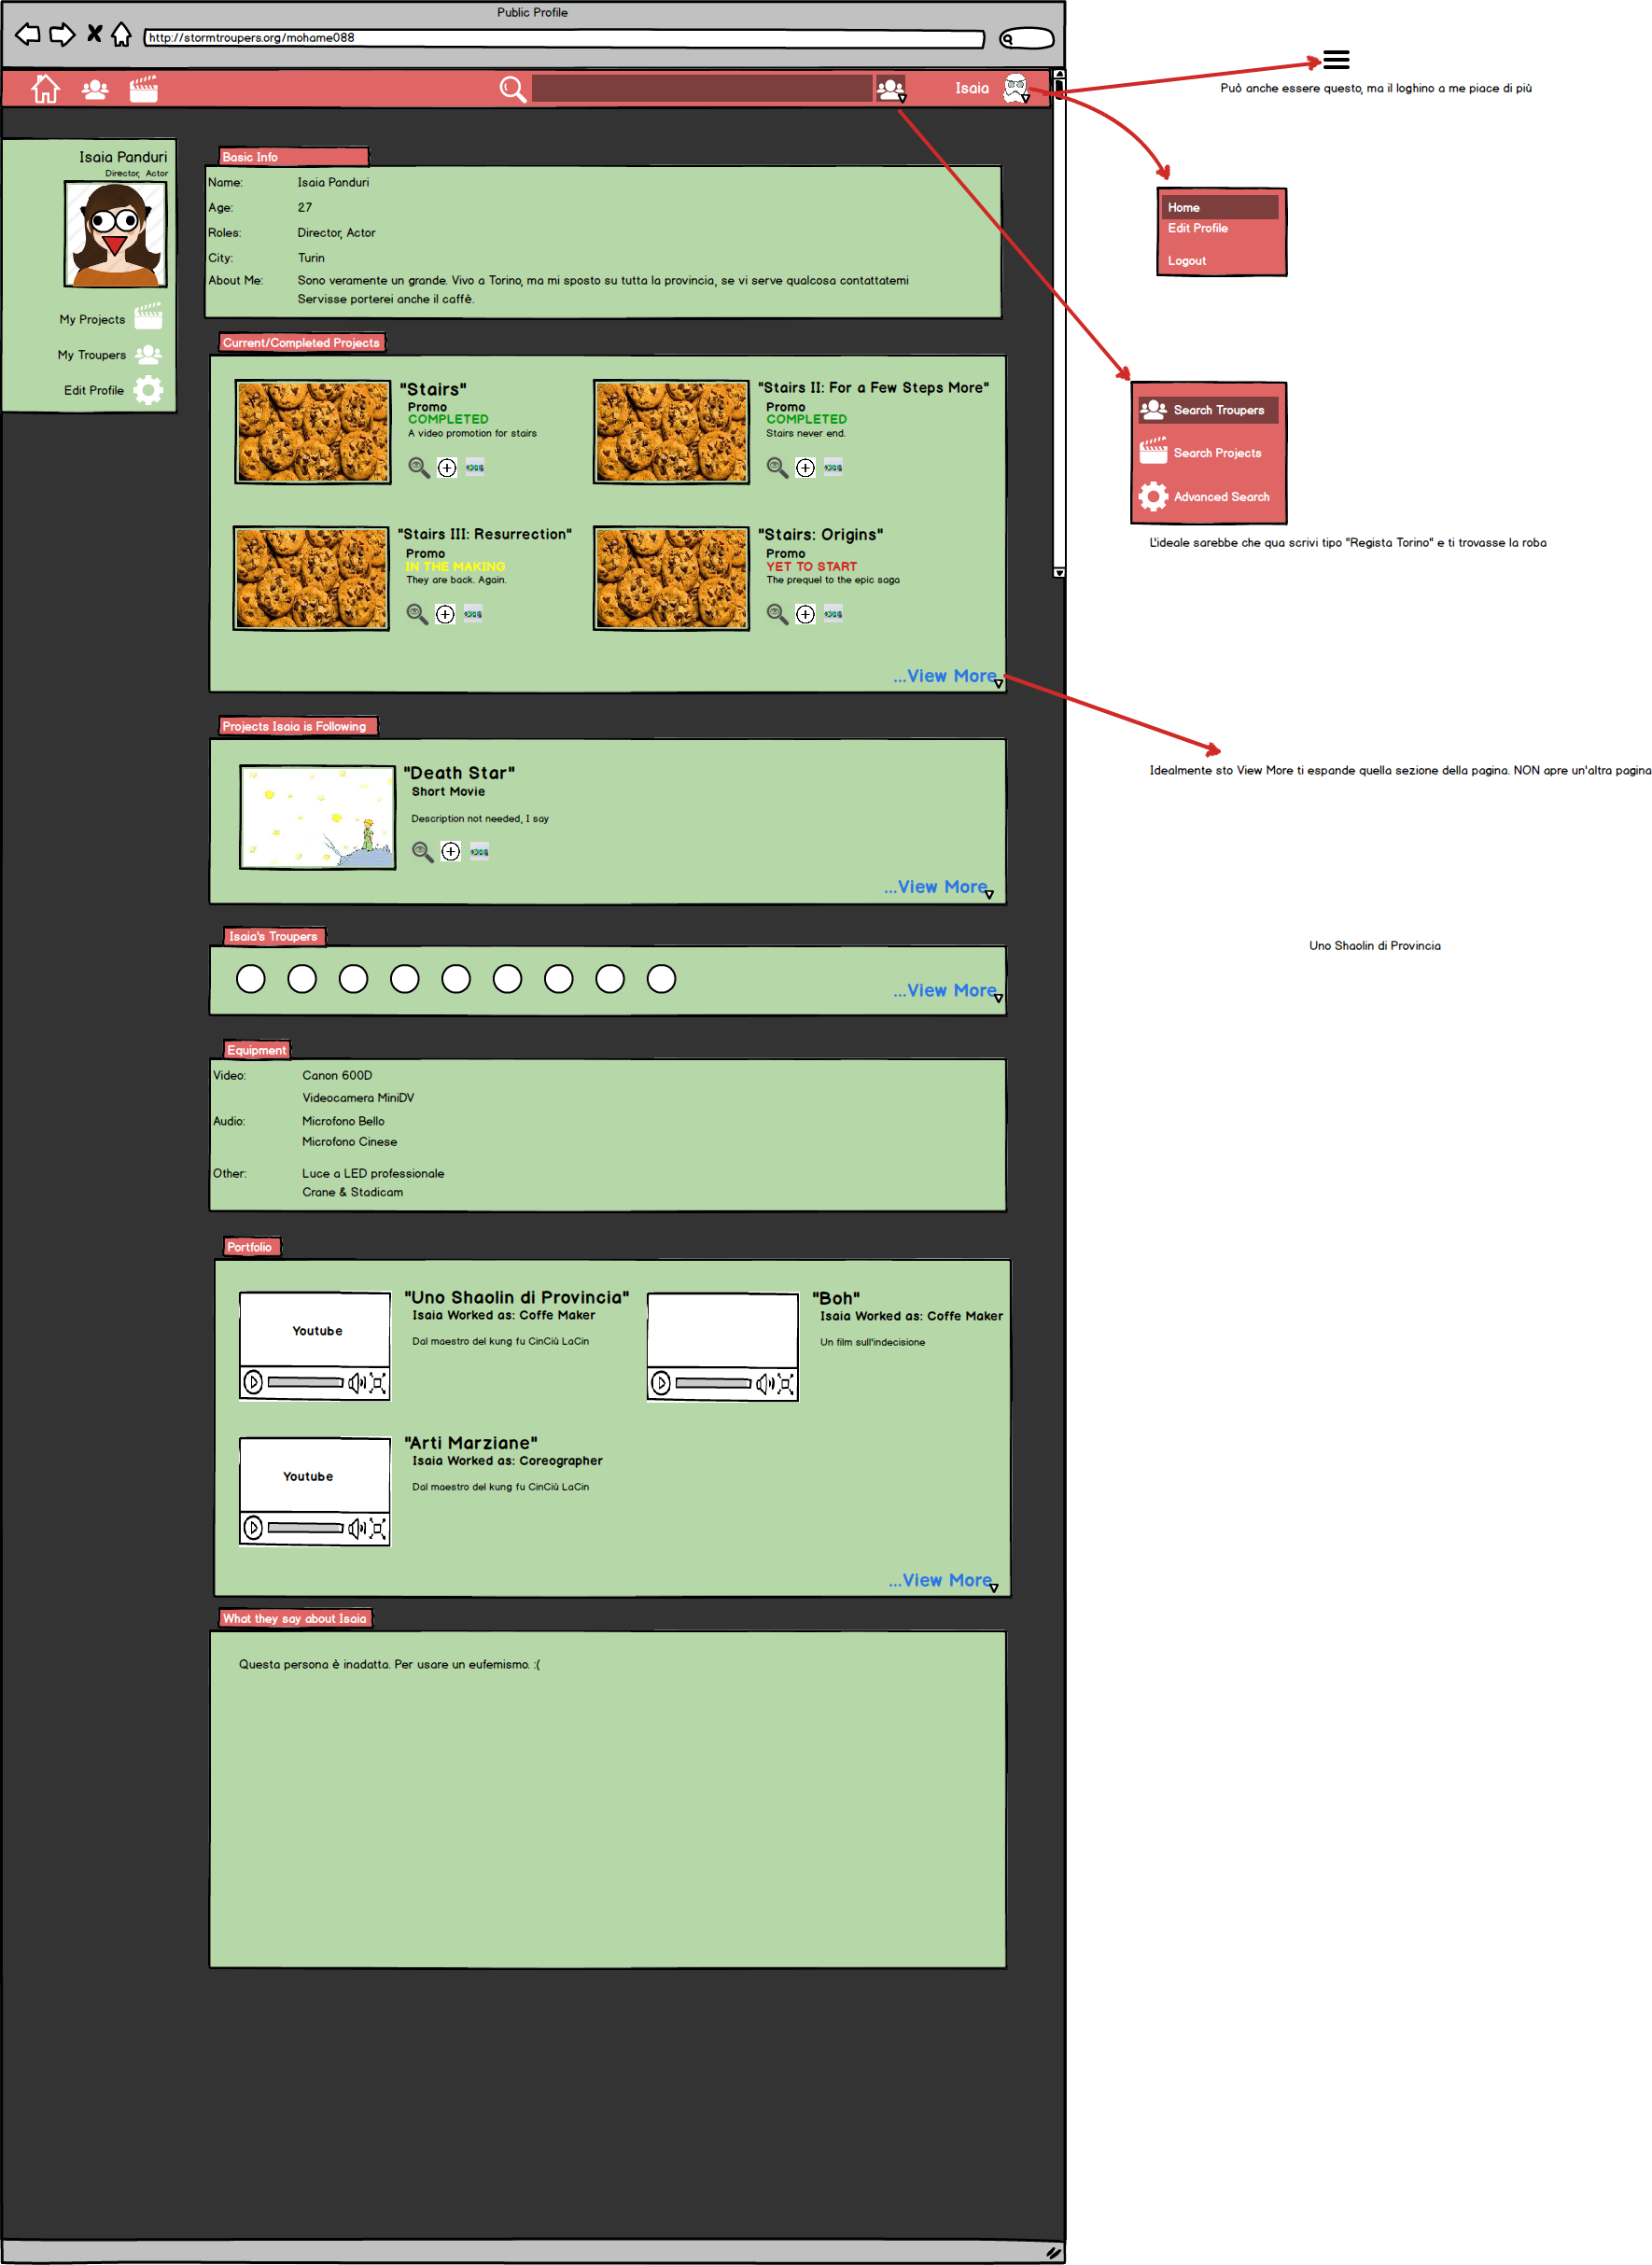 Public Profile
http://stormtroupers.org/mohame088
Isaia
Può anche essere questo, ma il loghino a me piace di più
Home
Edit Profile
Logout
Search Troupers
Search Projects
Advanced Search
L'ideale sarebbe che qua scrivi tipo "Regista Torino" e ti trovasse la roba
Isaia Panduri
Director, Actor
My Projects
My Troupers
Edit Profile
Basic Info
Name: Isaia Panduri
Age: 27
Roles: Director, Actor
City: Turin
About Me: Sono veramente un grande. Vivo a Torino, ma mi sposto su tutta la provincia, se vi serve qualcosa contattatemi
Servisse porterei anche il caffè.
Current/Completed Projects
"Stairs"
Promo
COMPLETED
A video promotion for stairs
"Stairs II: For a Few Steps More"
Promo
COMPLETED
Stairs never end.
"Stairs III: Resurrection"
Promo
IN THE MAKING
They are back. Again.
"Stairs: Origins"
Promo
YET TO START
The prequel to the epic saga
...View More
Idealmente sto View More ti espande quella sezione della pagina. NON apre un'altra pagina
Projects Isaia is Following
"Death Star"
Short Movie
Description not needed, I say
...View More
Isaia's Troupers
...View More
Uno Shaolin di Provincia
Equipment
Video: Canon 600D
Videocamera MiniDV
Audio: Microfono Bello
Microfono Cinese
Other: Luce a LED professionale
Crane & Stadicam
Portfolio
Youtube
"Uno Shaolin di Provincia"
Isaia Worked as: Coffe Maker
Dal maestro del kung fu CinCiù LaCin
"Boh"
Isaia Worked as: Coffe Maker
Un film sull'indecisione
Youtube
"Arti Marziane"
Isaia Worked as: Coreographer
Dal maestro del kung fu CinCiù LaCin
...View More
What they say about Isaia
Questa persona è inadatta. Per usare un eufemismo. :(